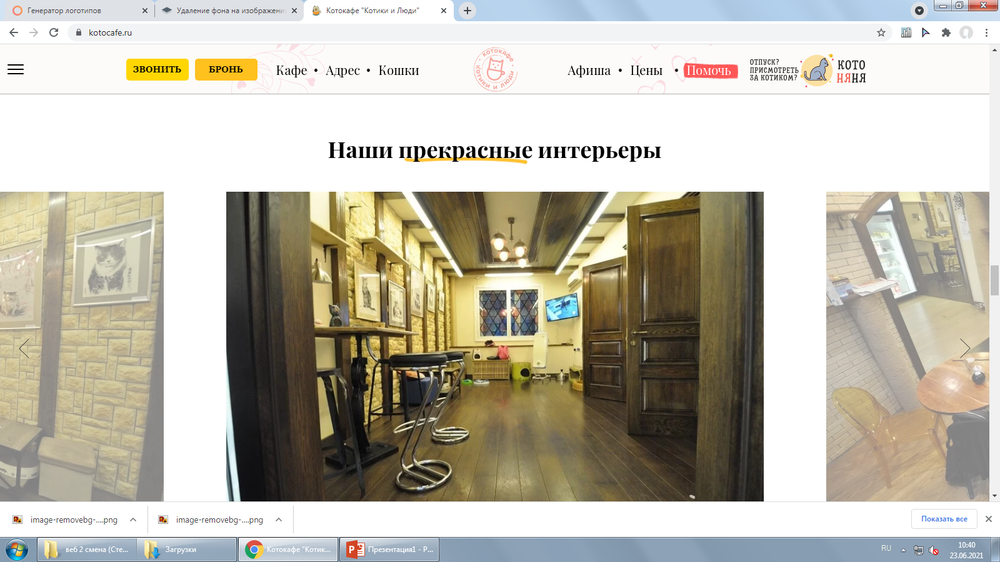 Генератор логотипов
Удаление фона на изображени
Котокафе "Котики и Люди"
kotocafe.ru
ЗВОНИТЬ
БРОНЬ
Кафе • Адрес • Кошки
КОТОКАФЕ
КОТИКИ И ЛЮДИ
Афиша • Цены • Помочь
ОТПУСК?
ПРИСМОТРЕТЬ
ЗА КОТИКОМ?
КОТО
НЯНЯ
Наши прекрасные интерьеры
image-removebg-....png
image-removebg-....png
Показать все
веб 2 смена (Сте...
Загрузки
Котокафе "Котик...
Презентация1 - P...
RU
10:40
23.06.2021